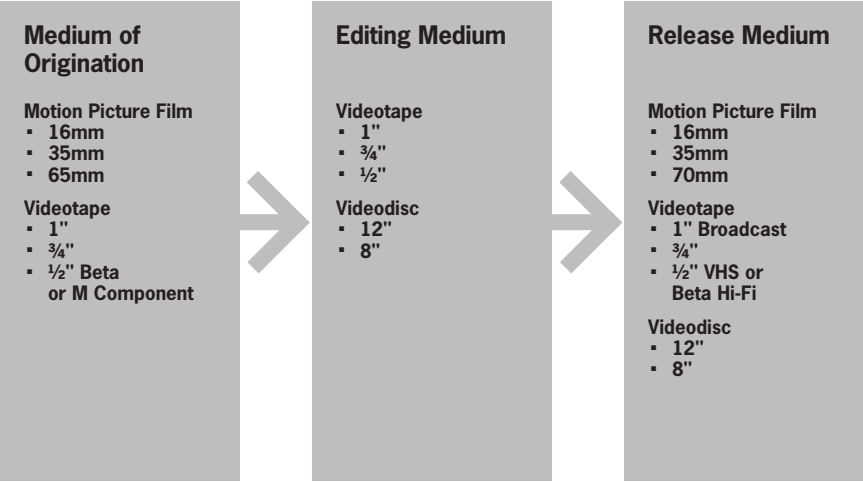 Medium of
Origination
Motion Picture Film
▪ 16mm
▪ 35mm
▪ 65mm
Videotape
▪ 1"
▪ ¾"
▪ ½" Beta
or M Component
Editing Medium
Videotape
▪ 1"
▪ ¾"
▪ ½"
Videodisc
▪ 12"
▪ 8"
Release Medium
Motion Picture Film
▪ 16mm
▪ 35mm
▪ 70mm
Videotape
▪ 1" Broadcast
▪ ¾"
▪ ½" VHS or
Beta Hi-Fi
Videodisc
▪ 12"
▪ 8"